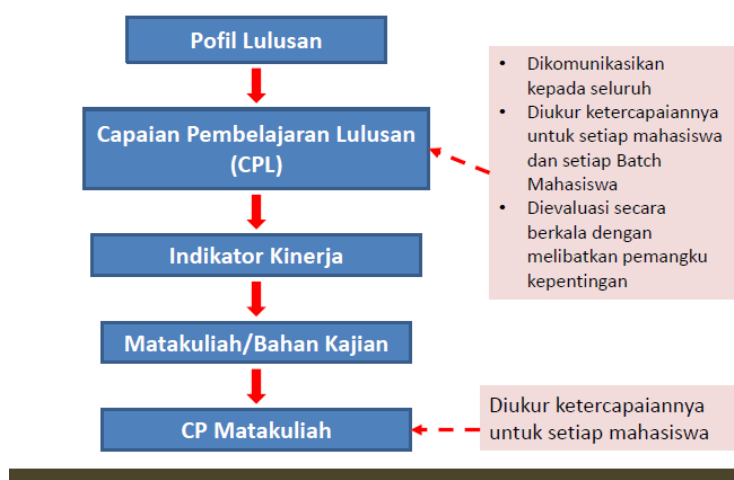 Pofil Lulusan
Capaian Pembelajaran Lulusan
(CPL)
Indikator Kinerja
Matakuliah/Bahan Kajian
CP Matakuliah
• Dikomunikasikan
kepada seluruh
• Diukur ketercapaiannya
untuk setiap mahasiswa
dan setiap Batch
Mahasiswa
• Dievaluasi secara
berkala dengan
melibatkan pemangku
kepentingan
Diukur ketercapaiannya
untuk setiap mahasiswa